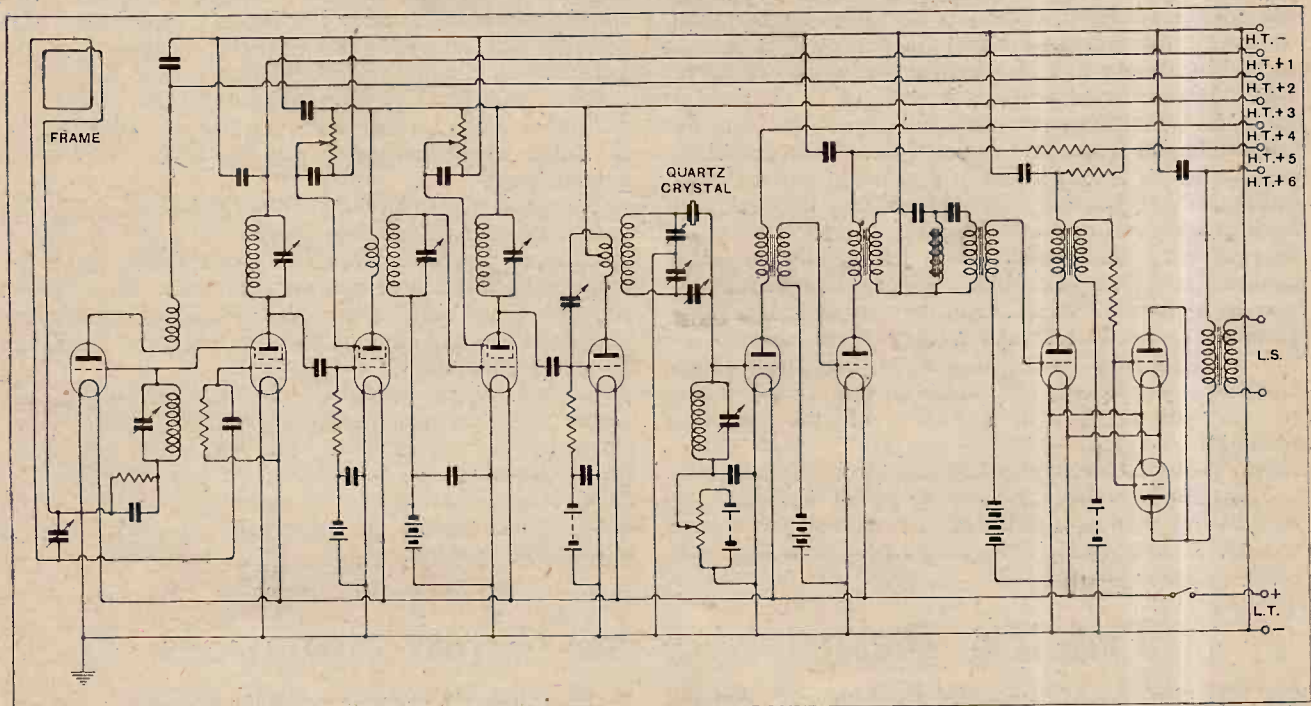 H.T.-
H.T.+1
H.T.+2
H.T.+3
H.T.+4
H.T.+5
H.T.+6
FRAME
QUARTZ
CRYSTAL
L.S.
+
L.T.
-